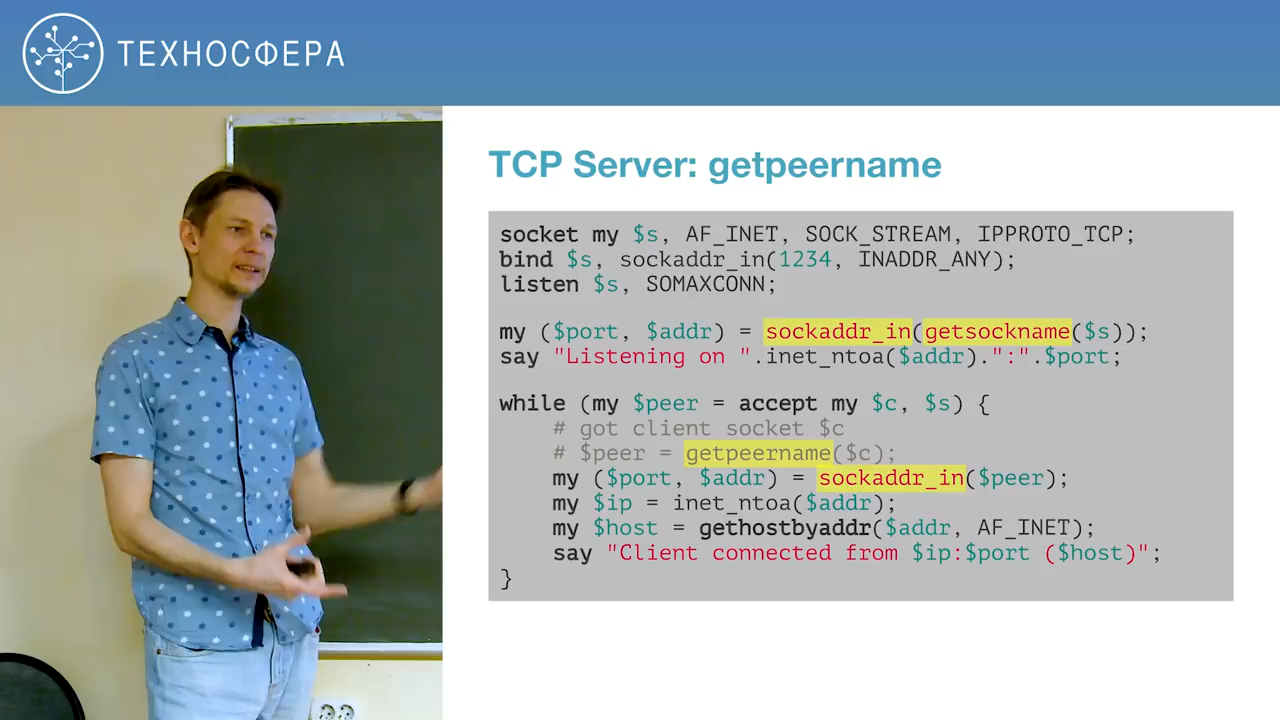 ТЕХНОСФЕРА
TCP Server: getpeername
socket my $s, AF_INET, SOCK_STREAM, IPPROTO_TCP;
bind $s, sockaddr_in(1234, INADDR_ANY);
listen $s, SOMAXCONN;
my ($port, $addr) = sockaddr_in(getsockname($s));
say "Listening on ".inet_ntoa($addr).":".$port;
while (my $peer = accept my $c, $s) {
# got client socket $c
# $peer = getpeername($c);
my ($port, $addr) = sockaddr_in($peer);
my $ip = inet_ntoa($addr);
my $host = gethostbyaddr($addr, AF_INET);
say "Client connected from $ip:$port ($host)";
}